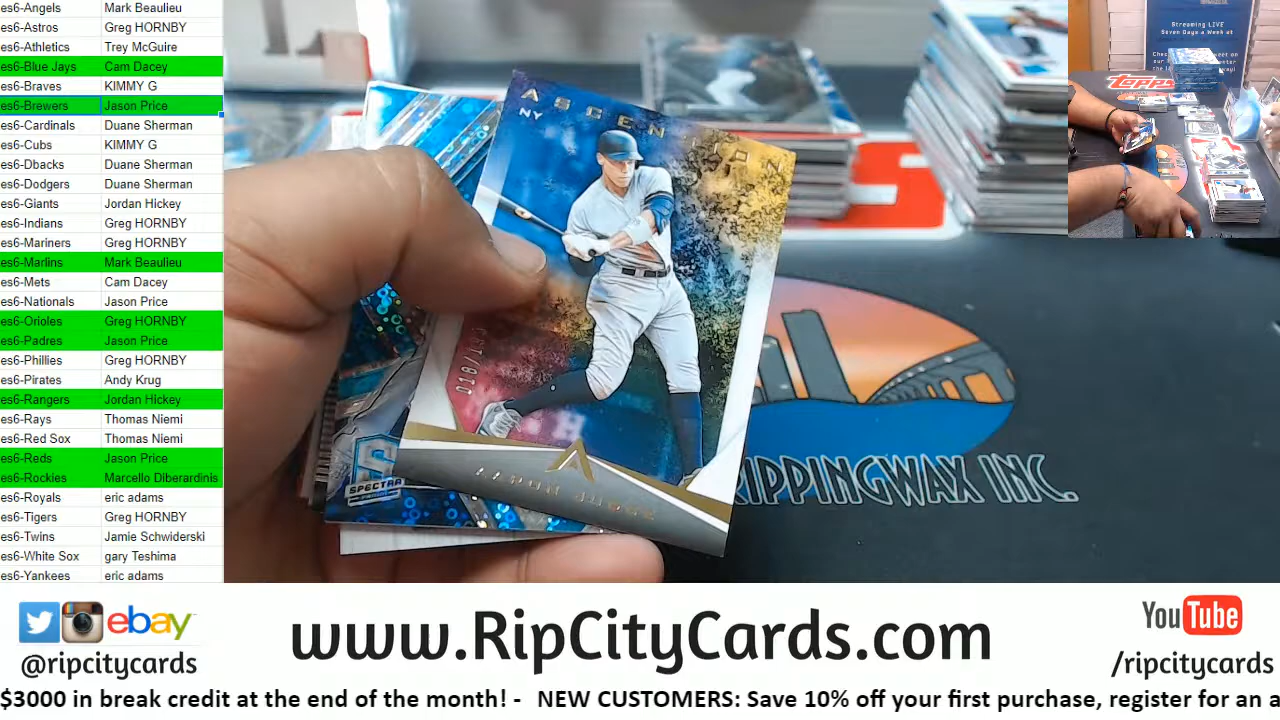 es6-Angels Mark Beaulieu
es6-Astros Greg HORNBY
es6-Athletics Trey McGuire
es6-Blue Jays Cam Dacey
es6-Braves KIMMY G
es6-Brewers Jason Price
es6-Cardinals Duane Sherman
es6-Cubs KIMMY G
es6-Dbacks Duane Sherman
es6-Dodgers Duane Sherman
es6-Giants Jordan Hickey
es6-Indians Greg HORNBY
es6-Mariners Greg HORNBY
es6-Marlins Mark Beaulieu
es6-Mets Cam Dacey
es6-Nationals Jason Price
es6-Orioles Greg HORNBY
es6-Padres Jason Price
es6-Phillies Greg HORNBY
es6-Pirates Andy Krug
es6-Rangers Jordan Hickey
es6-Rays Thomas Niemi
es6-Red Sox Thomas Niemi
es6-Reds Jason Price
es6-Rockies Marcello Diberardinis
es6-Royals eric adams
es6-Tigers Greg HORNBY
es6-Twins Jamie Schwiderski
es6-White Sox gary Teshima
es6-Yankees eric adams
ASCENSION
NY
SPECTRA
RIPPINGWAX INC.
Streaming LIVE
Seven Days a Week at
topps
ebay
@ripcitycards
www.RipCityCards.com
YouTube
/ripcitycards
$3000 in break credit at the end of the month! - NEW CUSTOMERS: Save 10% off your first purchase, register for an a